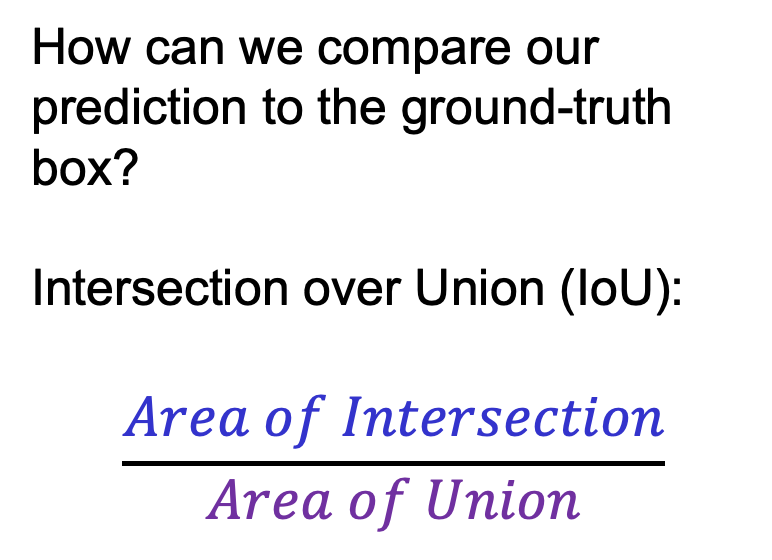 How can we compare our
prediction to the ground-truth
box?
Intersection over Union (IoU):
Area of Intersection
Area of Union